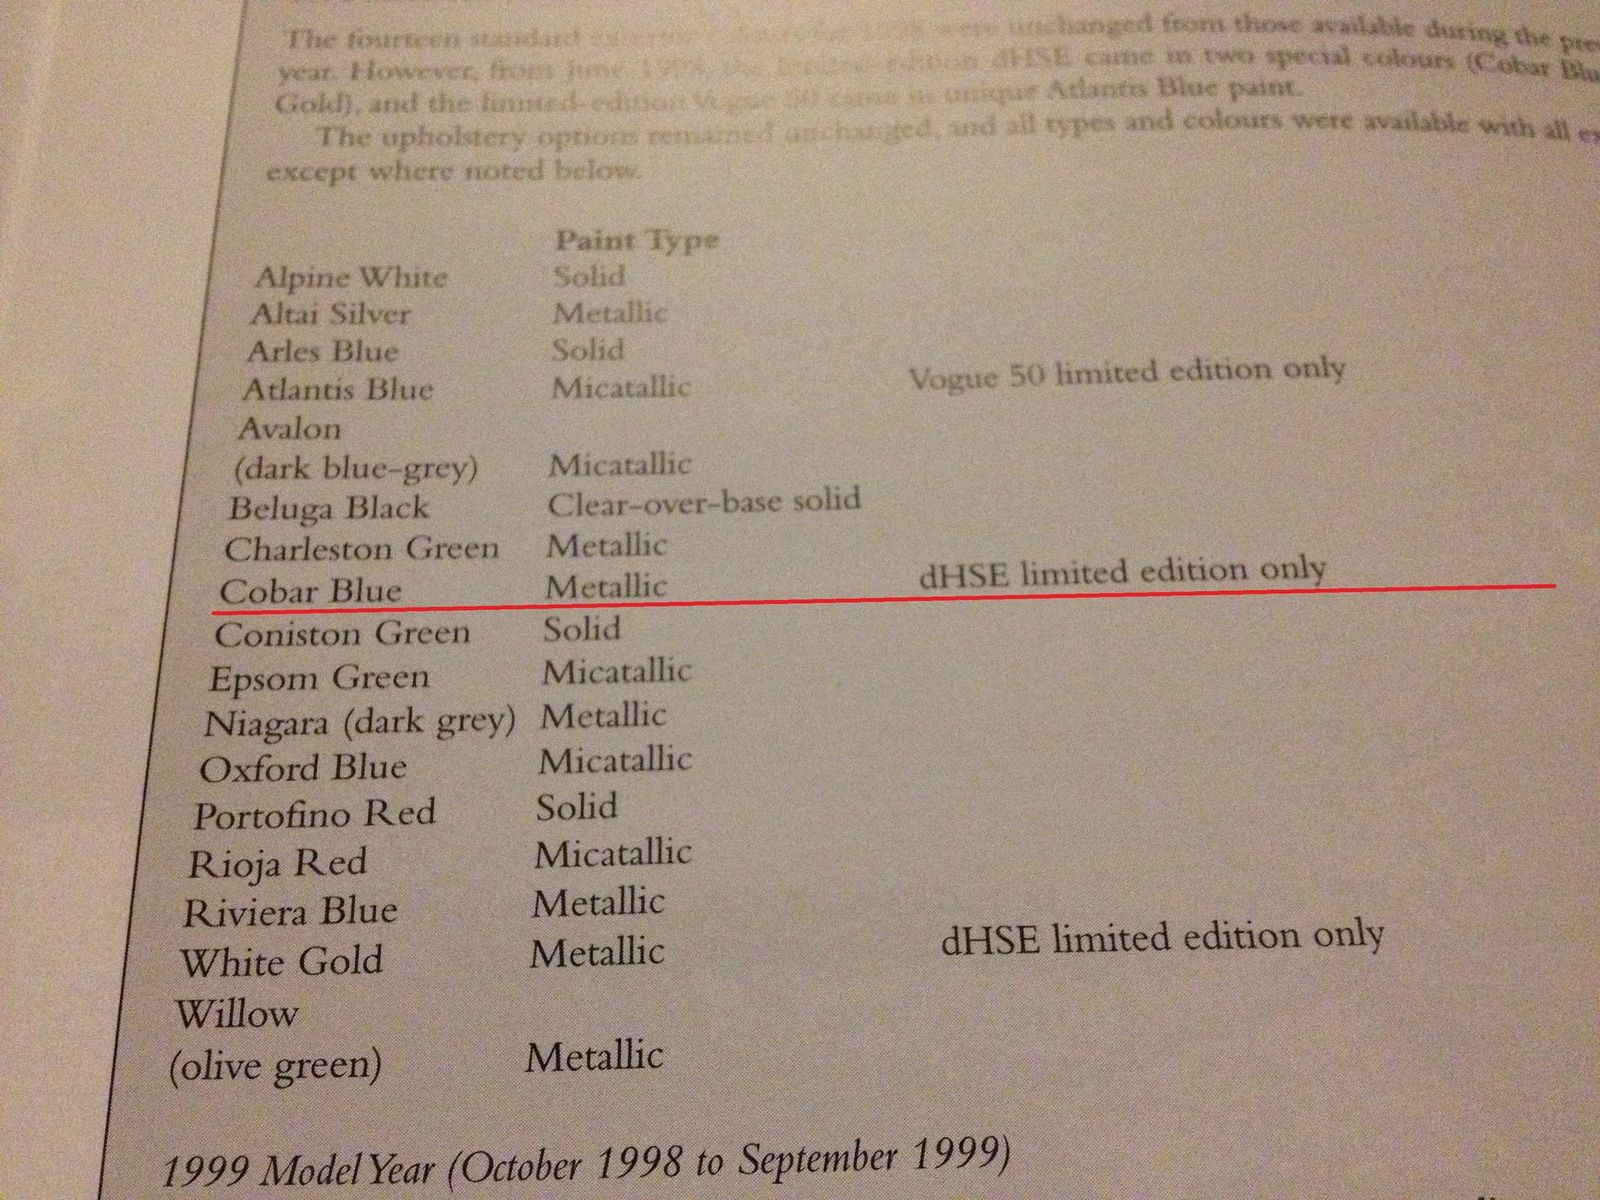 The fourteen standard exterior colours for 1998 were unchanged from those available during the
year. However, from June 1998, the limited-edition dHSE came in two special colours (Cobar Blu
Gold), and the limited-edition Vogue 50 came in unique Atlantis Blue paint.
The upholstery options remained unchanged, and all types and colours were available with all
except where noted below.
Paint Type
Alpine White Solid
Altai Silver Metallic
Arles Blue Solid
Atlantis Blue Micatallic Vogue 50 limited edition only
Avalon
(dark blue-grey) Micatallic
Beluga Black Clear-over-base solid
Charleston Green Metallic
Cobar Blue Metallic dHSE limited edition only
Coniston Green Solid
Epsom Green Micatallic
Niagara (dark grey) Metallic
Oxford Blue Micatallic
Portofino Red Solid
Rioja Red Micatallic
Riviera Blue Metallic
White Gold Metallic dHSE limited edition only
Willow
(olive green) Metallic
1999 Model Year (October 1998 to September 1999)